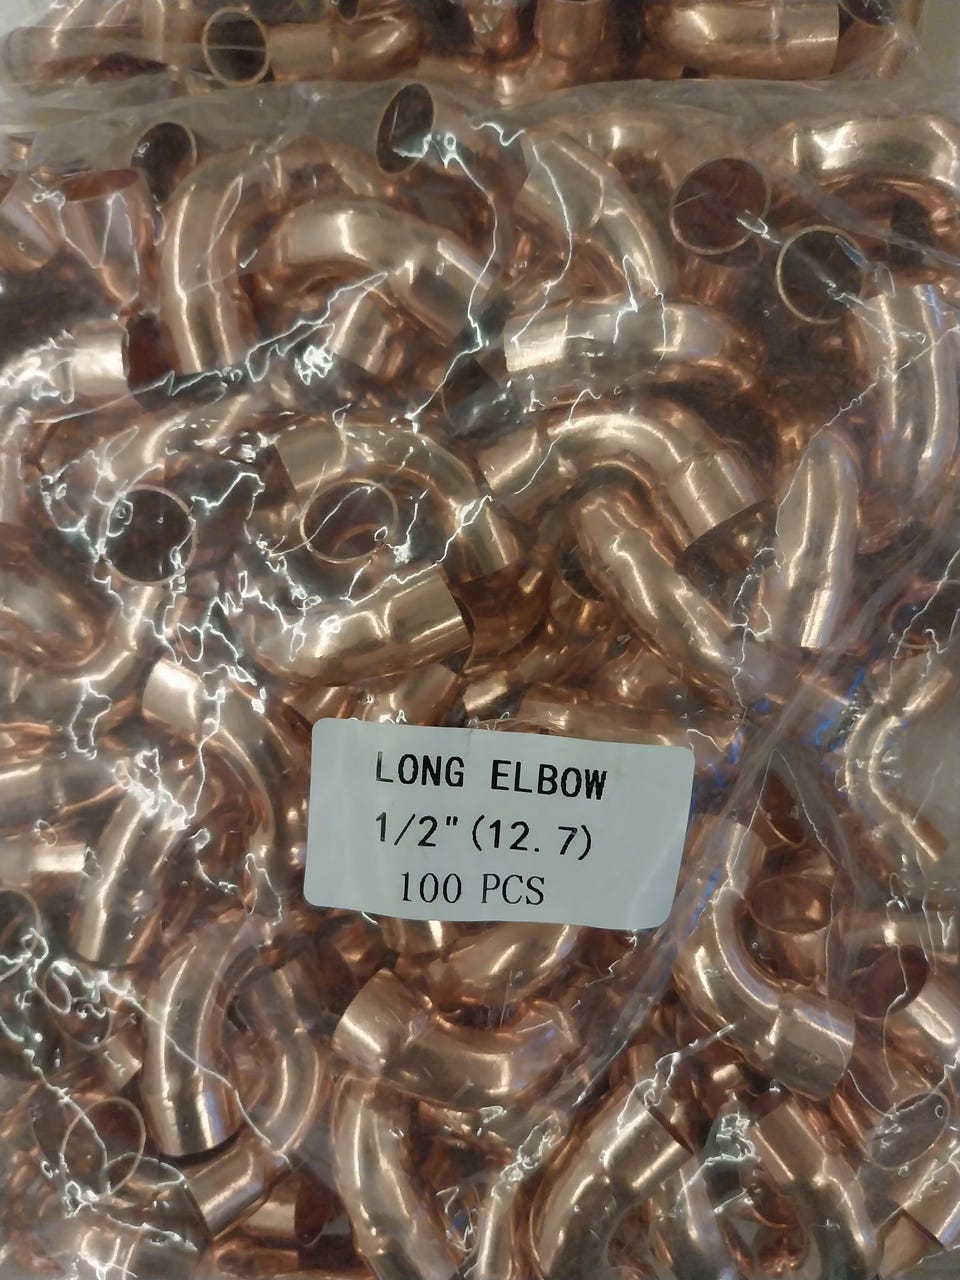 LONG ELBOW
1/2" (12. 7)
100 PCS